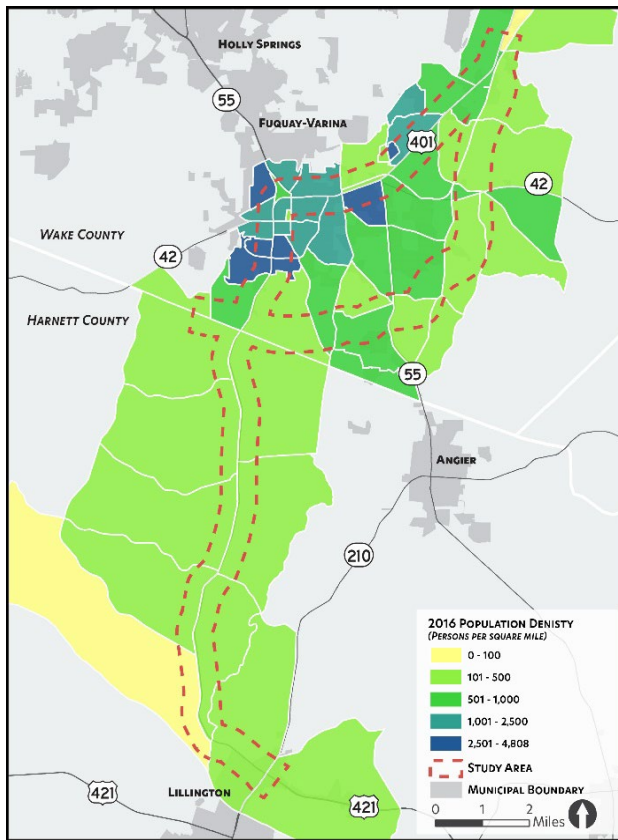 HOLLY SPRINGS
55
FUQUAY-VARINA
401
42
WAKE COUNTY
42
HARNETT COUNTY
55
ANGIER
210
2016 POPULATION DENISTY
(PERSONS PER SQUARE MILE)
0 - 100
101 - 500
501 - 1,000
1,001 - 2,500
2,501 - 4,808
STUDY AREA
MUNICIPAL BOUNDARY
0 1 2
Miles
421
LILLINGTON
421